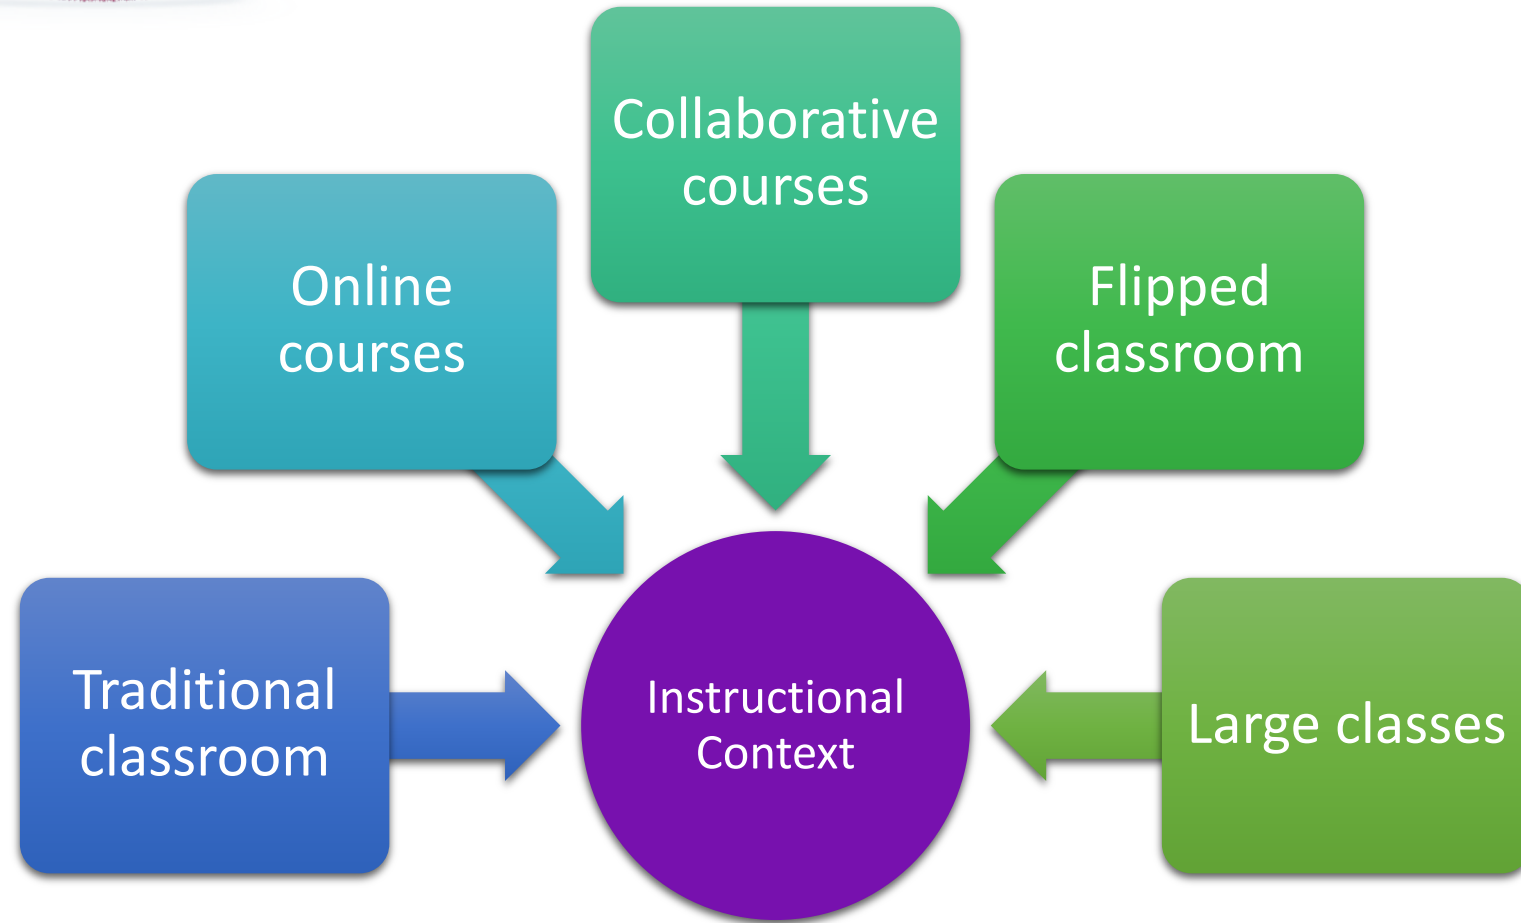 Collaborative
courses
Online
courses
Flipped
classroom
Traditional
classroom
Instructional
Context
Large classes